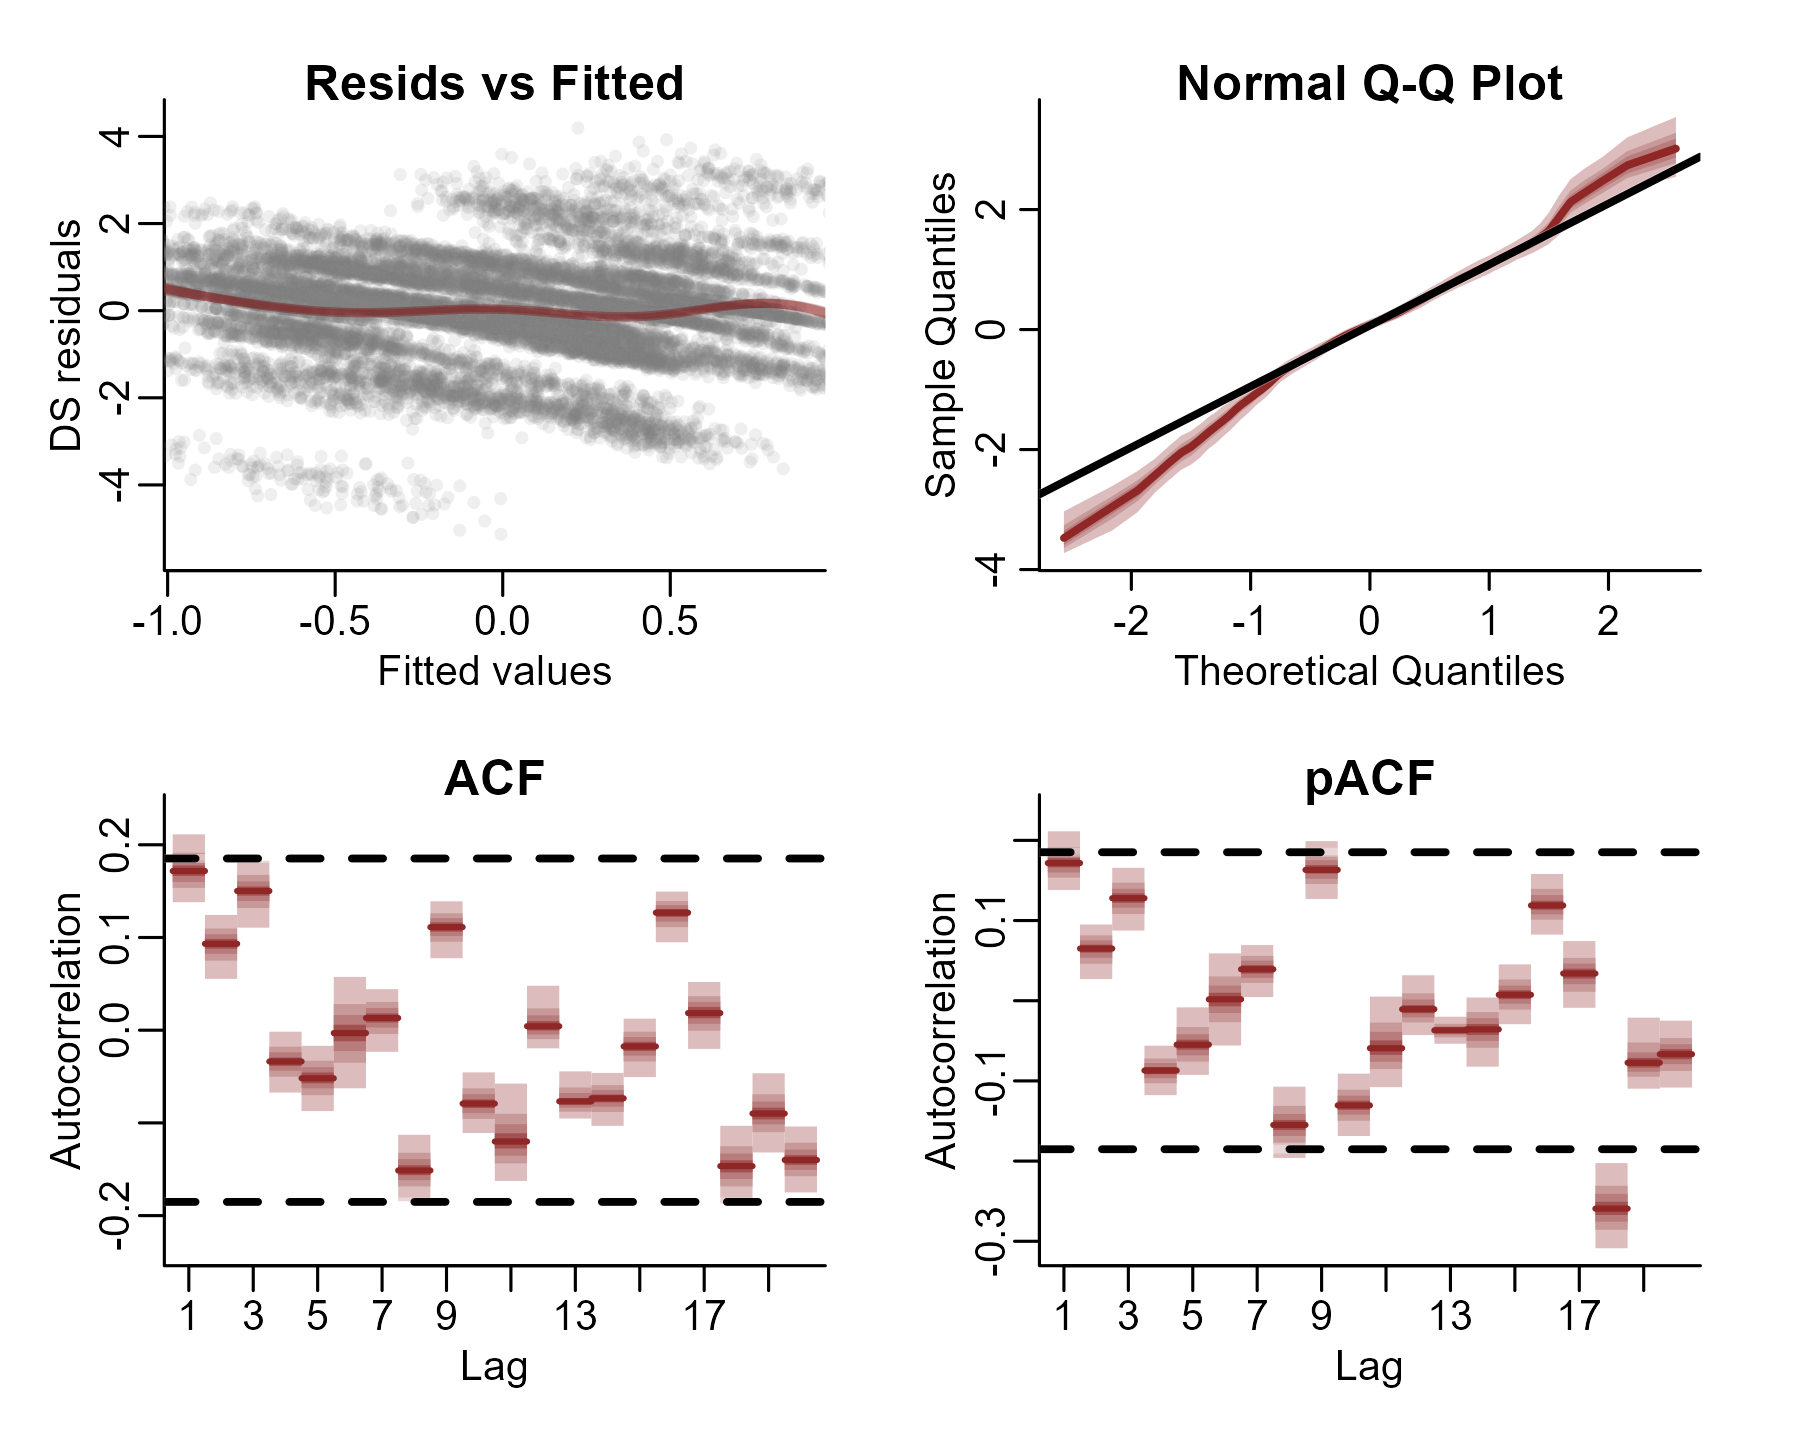 Resids vs Fitted
DS residuals
4
2
0
-2
-4
-1.0 -0.5 0.0 0.5
Fitted values
Normal Q-Q Plot
Sample Quantiles
2
0
-2
-4
-2 -1 0 1 2
Theoretical Quantiles
ACF
Autocorrelation
0.2
0.1
0.0
-0.2
1 3 5 7 9 13 17
Lag
pACF
Autocorrelation
0.1
-0.1
-0.3
1 3 5 7 9 13 17
Lag